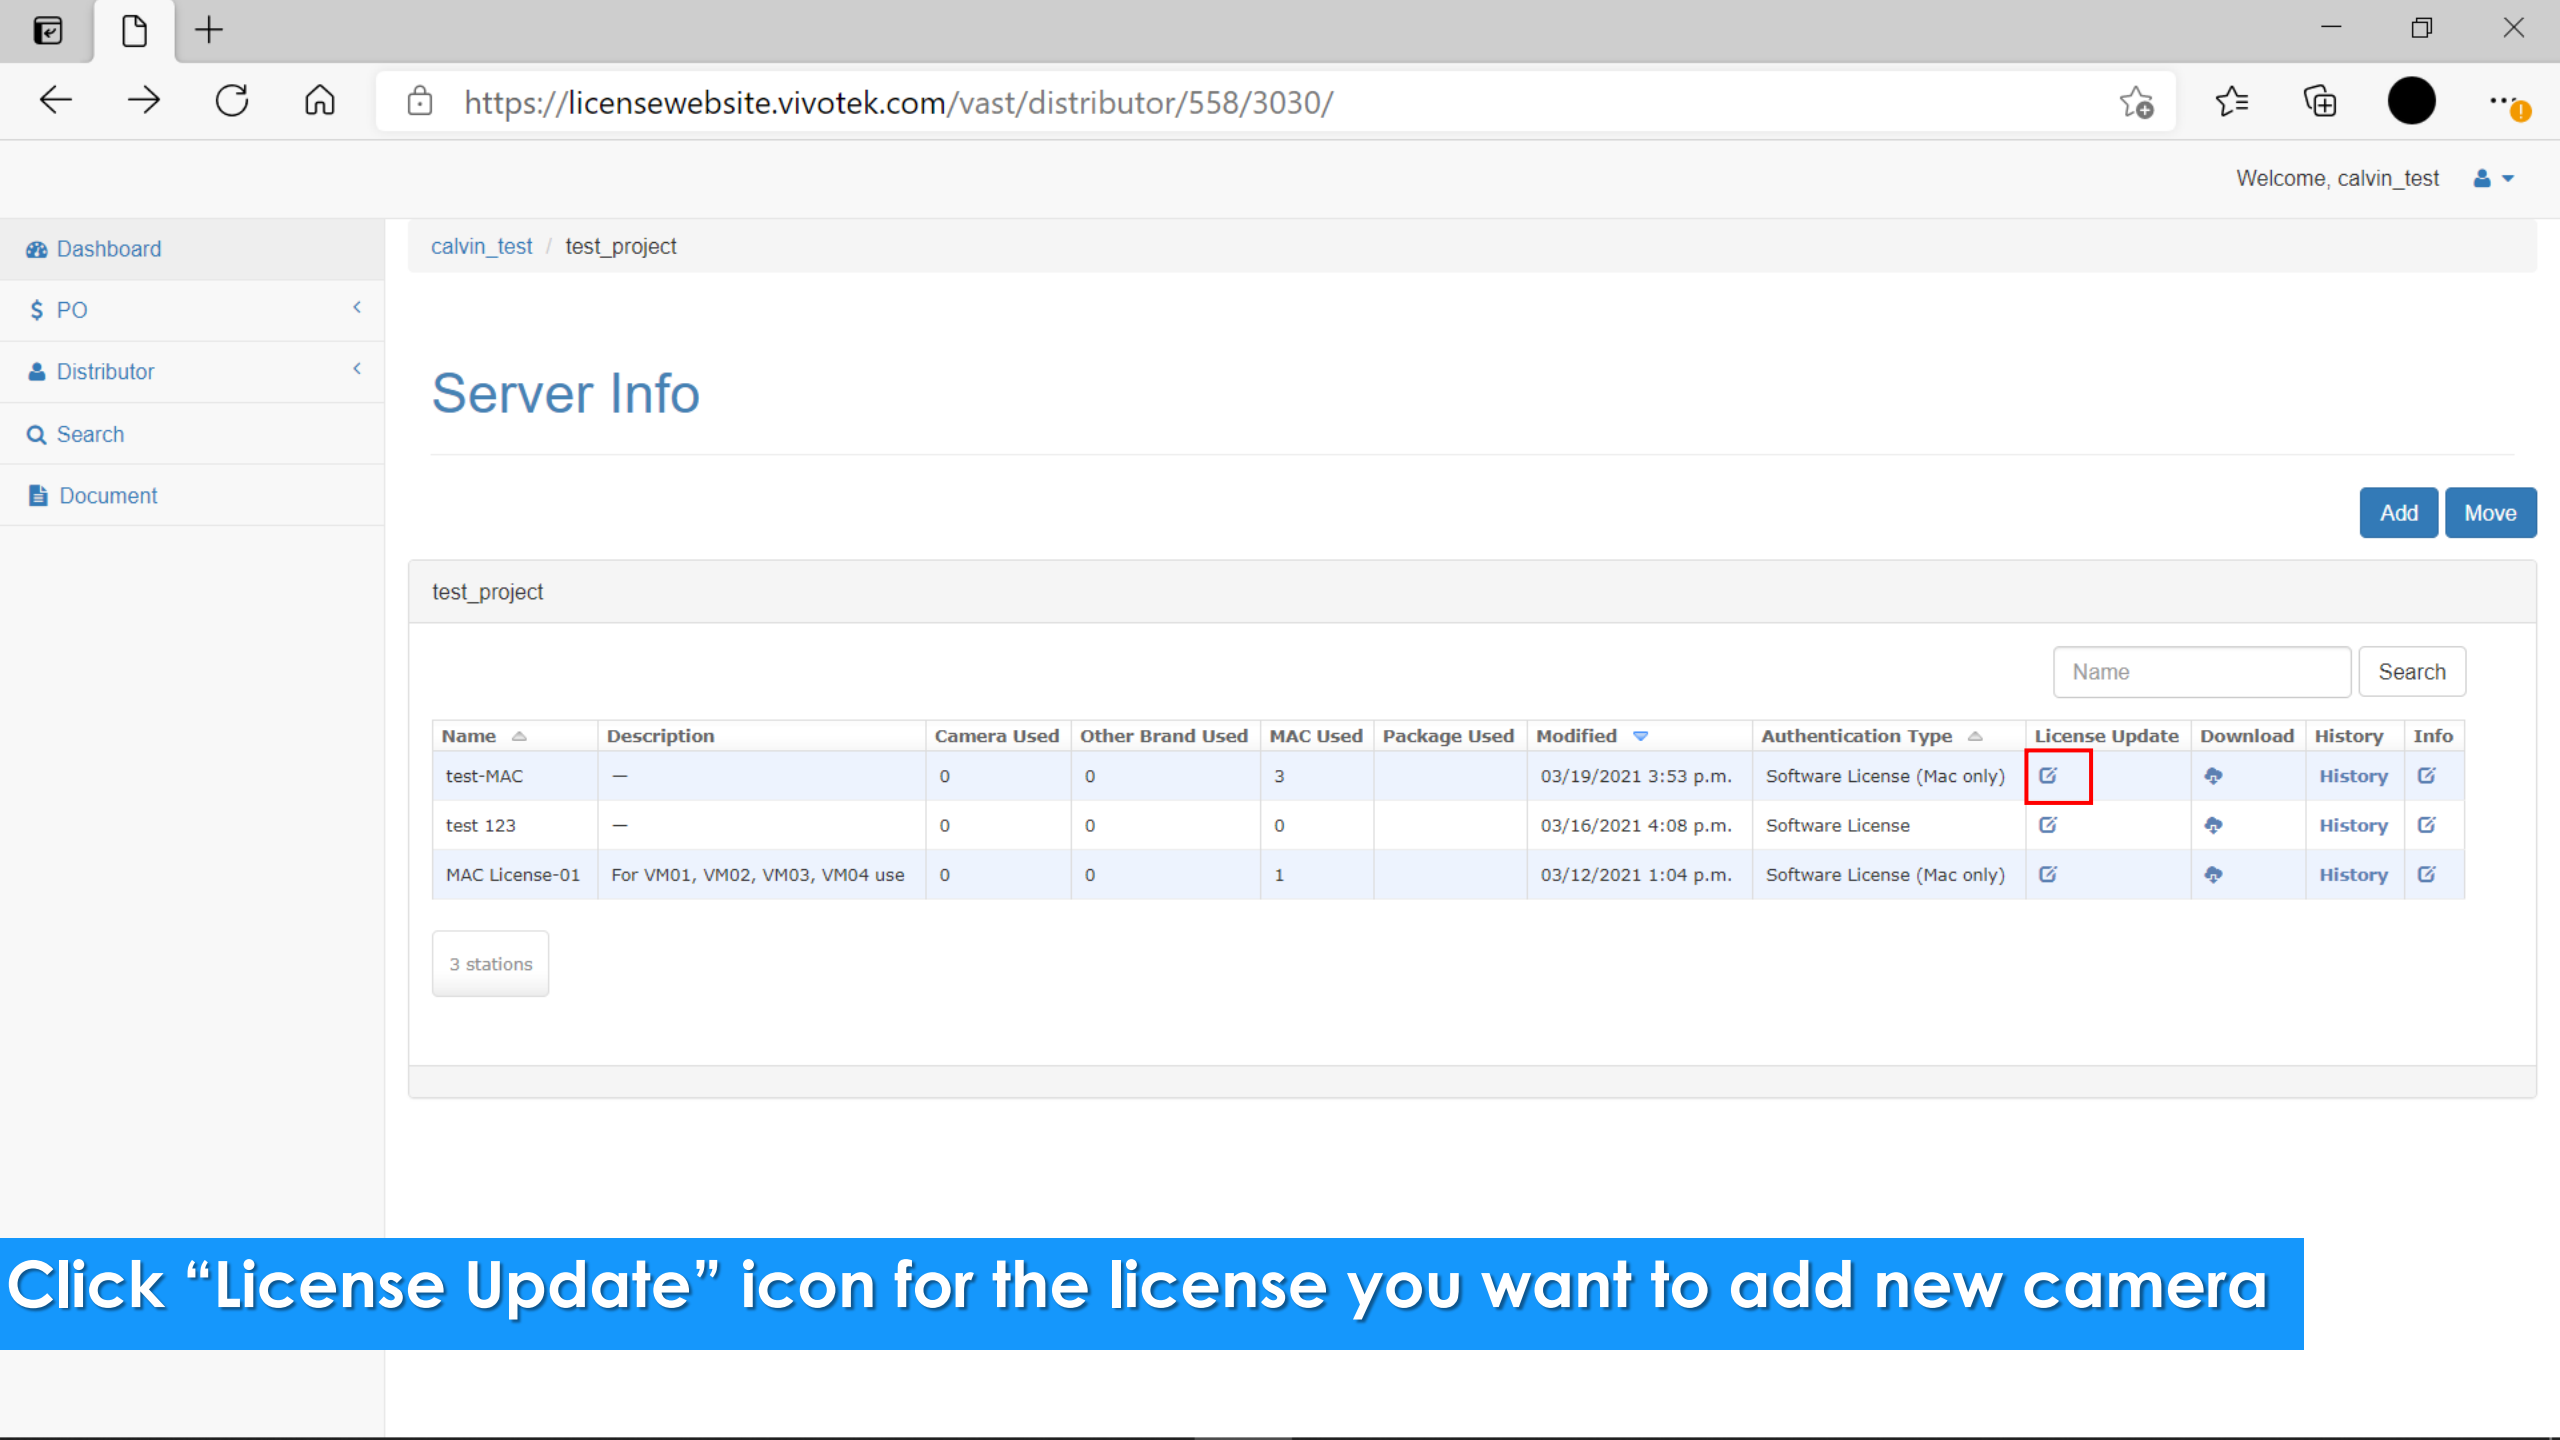 https://licensewebsite.vivotek.com/vast/distributor/558/3030/
Welcome, calvin_test
Dashboard
PO
Distributor
Search
Document
calvin_test / test_project
Server Info
Add Move
test_project
Name Search
Name Description Camera Used Other Brand Used MAC Used Package Used Modified Authentication Type License Update Download History Info
test-MAC — 0 0 3 03/19/2021 3:53 p.m. Software License (Mac only) History
test 123 — 0 0 0 03/16/2021 4:08 p.m. Software License History
MAC License-01 For VM01, VM02, VM03, VM04 use 0 0 1 03/12/2021 1:04 p.m. Software License (Mac only) History
3 stations
Click “License Update” icon for the license you want to add new camera